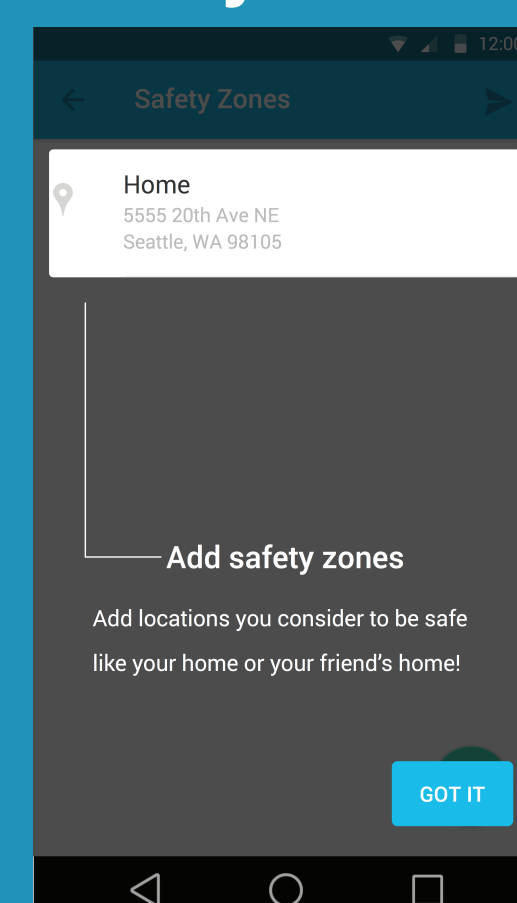 12:00
Safety Zones
Home
5555 20th Ave NE
Seattle, WA 98105
Add safety zones
Add locations you consider to be safe
like your home or your friend's home!
GOT IT